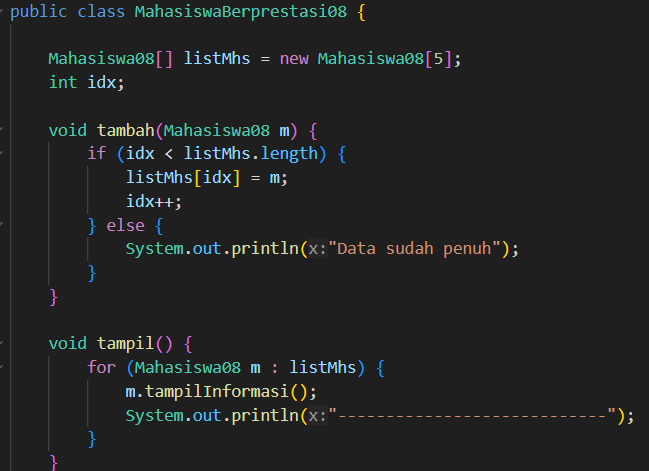 public class MahasiswaBerprestasi08 {
Mahasiswa08[] listMhs = new Mahasiswa08[5];
int idx;
void tambah(Mahasiswa08 m) {
if (idx < listMhs.length) {
listMhs[idx] = m;
idx++;
} else {
System.out.println(x:"Data sudah penuh");
}
}
void tampil() {
for (Mahasiswa08 m : listMhs) {
m.tampilInformasi();
System.out.println(x:"----------------------------");
}
}